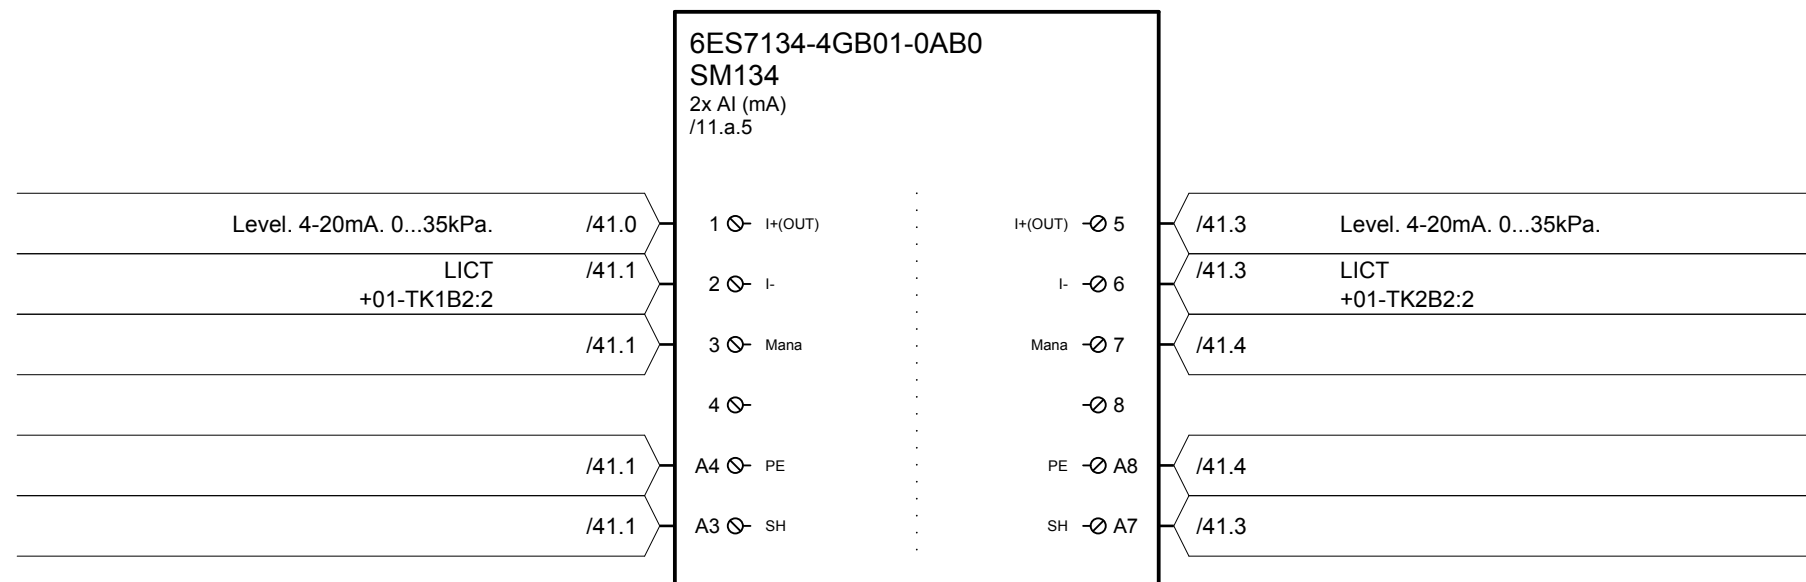 6ES7134-4GB01-0AB0
SM134
2x AI (mA)
/11.a.5
Level. 4-20mA. 0...35kPa. /41.0 1 I+(OUT) I+(OUT) 5 /41.3 Level. 4-20mA. 0...35kPa.
LICT /41.1 2 I- I- 6 /41.3 LICT
+01-TK1B2:2 +01-TK2B2:2
/41.1 3 Mana Mana 7 /41.4
4 8
/41.1 A4 PE PE A8 /41.4
/41.1 A3 SH SH A7 /41.3